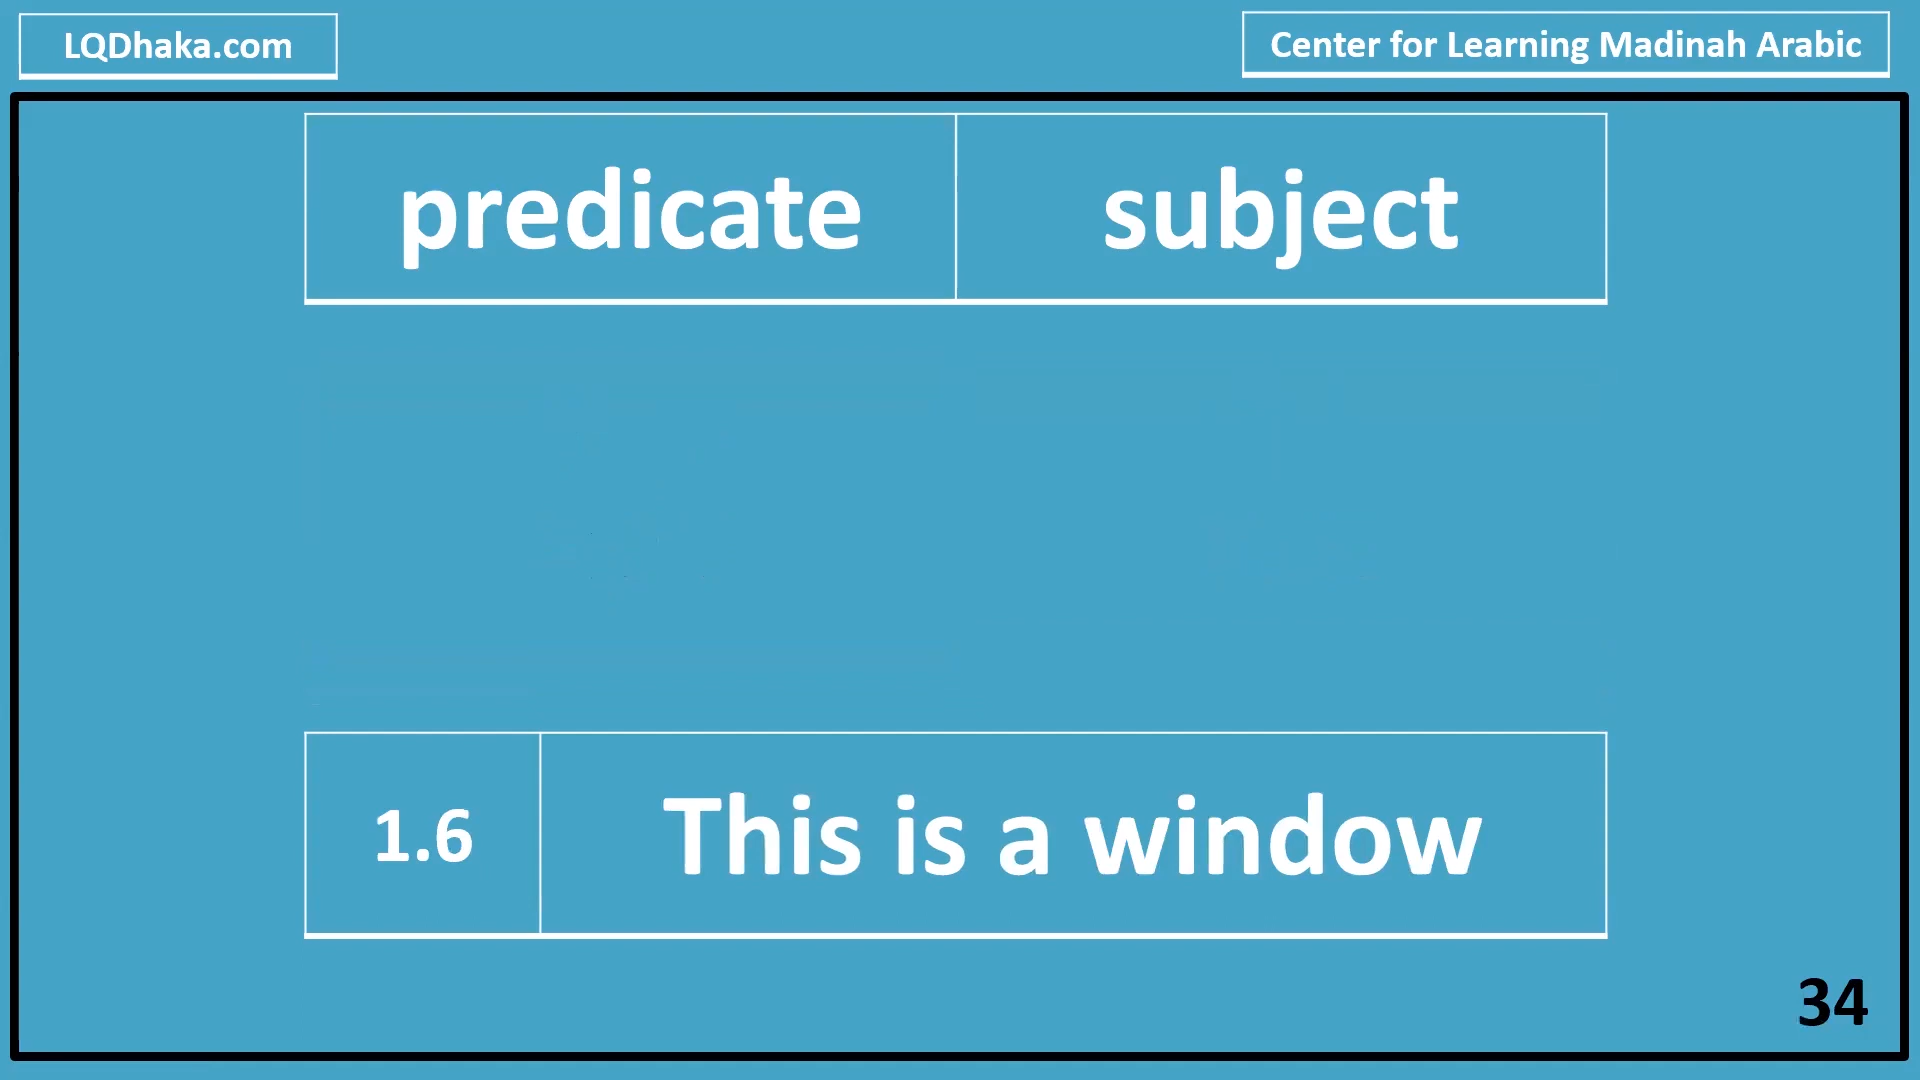 LQDhaka.com
Center for Learning Madinah Arabic
predicate
subject
1.6
This is a window
34